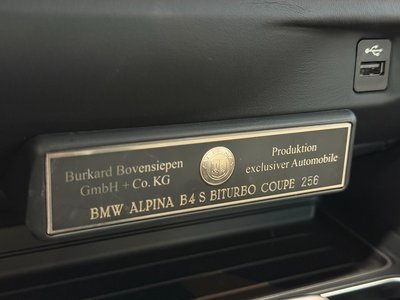 Burkard Bovensiepen
GmbH + Co. KG
Produktion
exclusiver Automobile
BMW ALPINA B4 S BITURBO COUPE 256